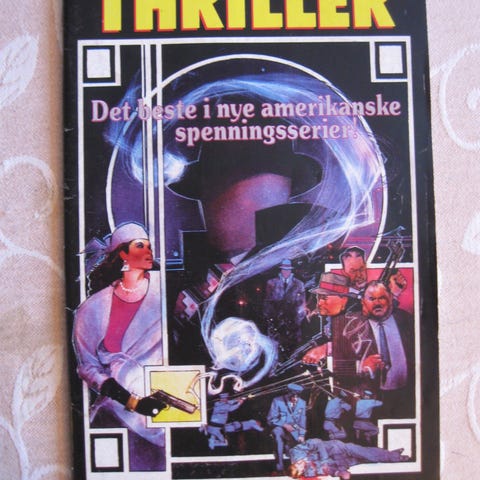 THRILLER
Det beste i nye amerikanske
spenningsserier.